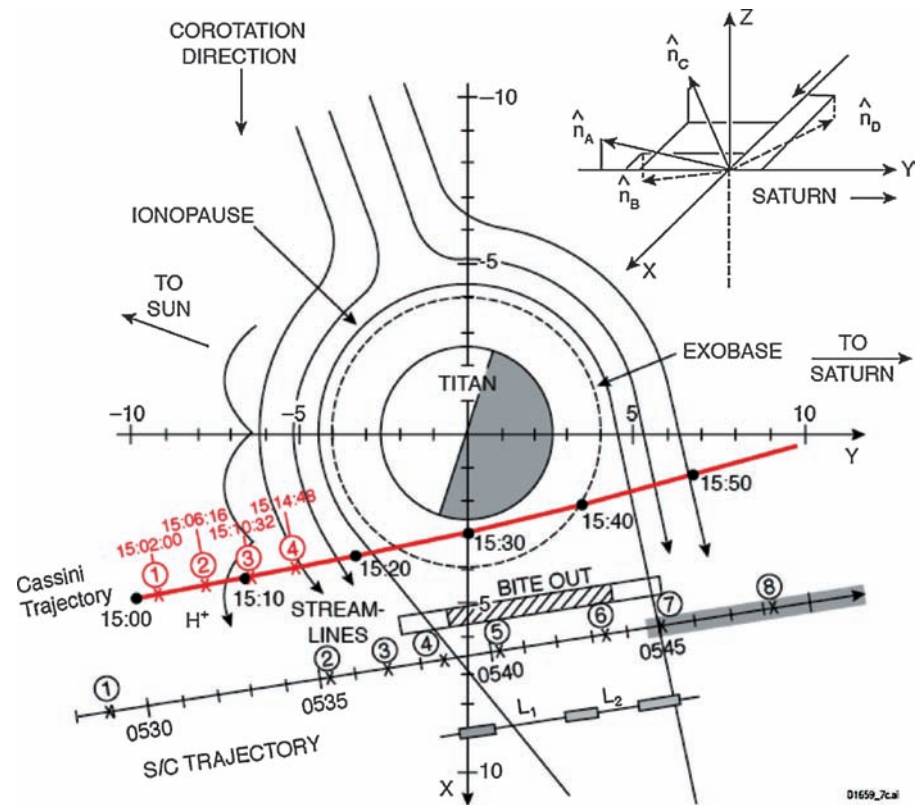 COROTATION
DIRECTION
Z
n̂C
n̂A
n̂B
n̂D
Y
X
SATURN
IONOPAUSE
TO
SUN
–10
-5
TITAN
EXOBASE
TO
SATURN
–10
–5
5
10
Y
15:02:00
15:06:16
15:10:32
15:14:48
1
2
3
4
15:00
15:10
15:20
15:30
15:40
15:50
Cassini
Trajectory
H+
STREAM-
LINES
BITE OUT
5
1
2
3
4
5
6
7
8
0530
0535
0540
0545
S/C TRAJECTORY
L1
L2
10
X
01659_7c.ai